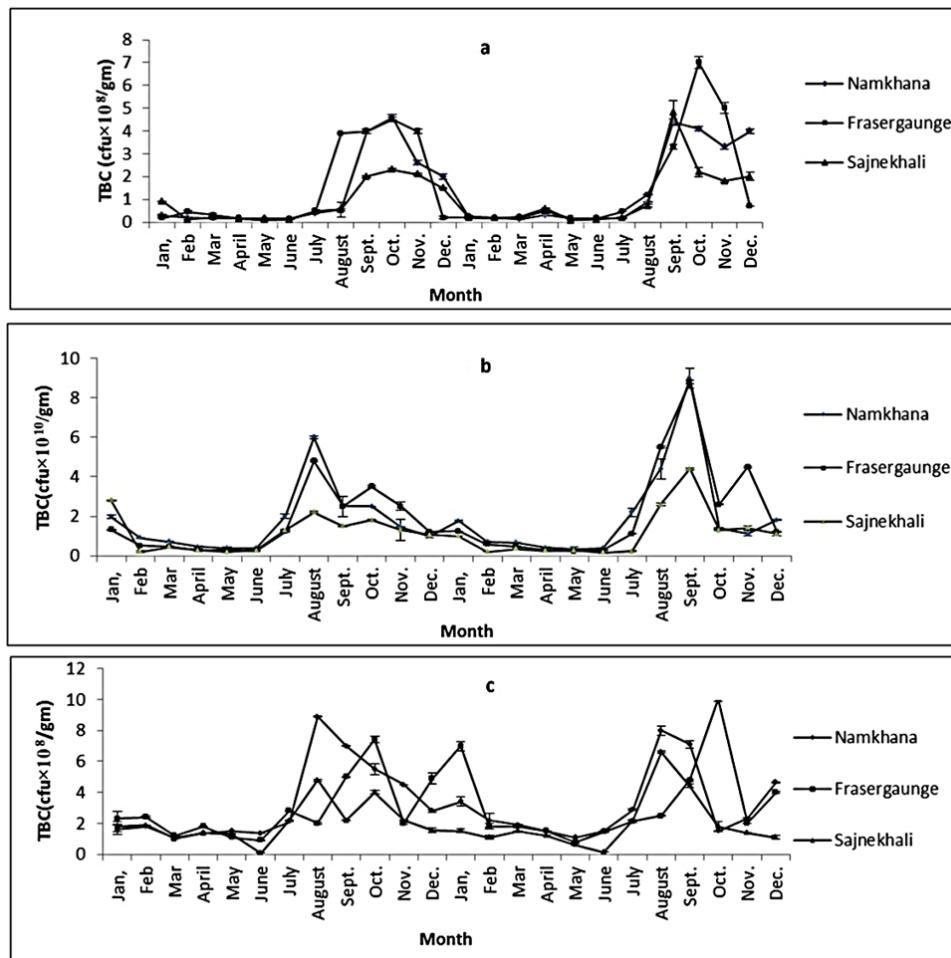 a
TBC (cfu×10⁸/gm)
8
7
6
5
4
3
2
1
0
Jan, Feb Mar April May June July August Sept. Oct. Nov. Dec. Jan, Feb Mar April May June July August Sept. Oct. Nov. Dec.
Month
Namkhana
Frasergaunge
Sajnekhali
b
TBC(cfu×10¹⁰/gm)
10
8
6
4
2
0
Jan, Feb Mar April May June July August Sept. Oct. Nov. Dec. Jan, Feb Mar April May June July August Sept. Oct. Nov. Dec.
Month
Namkhana
Frasergaunge
Sajnekhali
c
TBC(cfu×10⁸/gm)
12
10
8
6
4
2
0
Jan, Feb Mar April May June July August Sept. Oct. Nov. Dec. Jan, Feb Mar April May June July August Sept. Oct. Nov. Dec.
Month
Namkhana
Frasergaunge
Sajnekhali